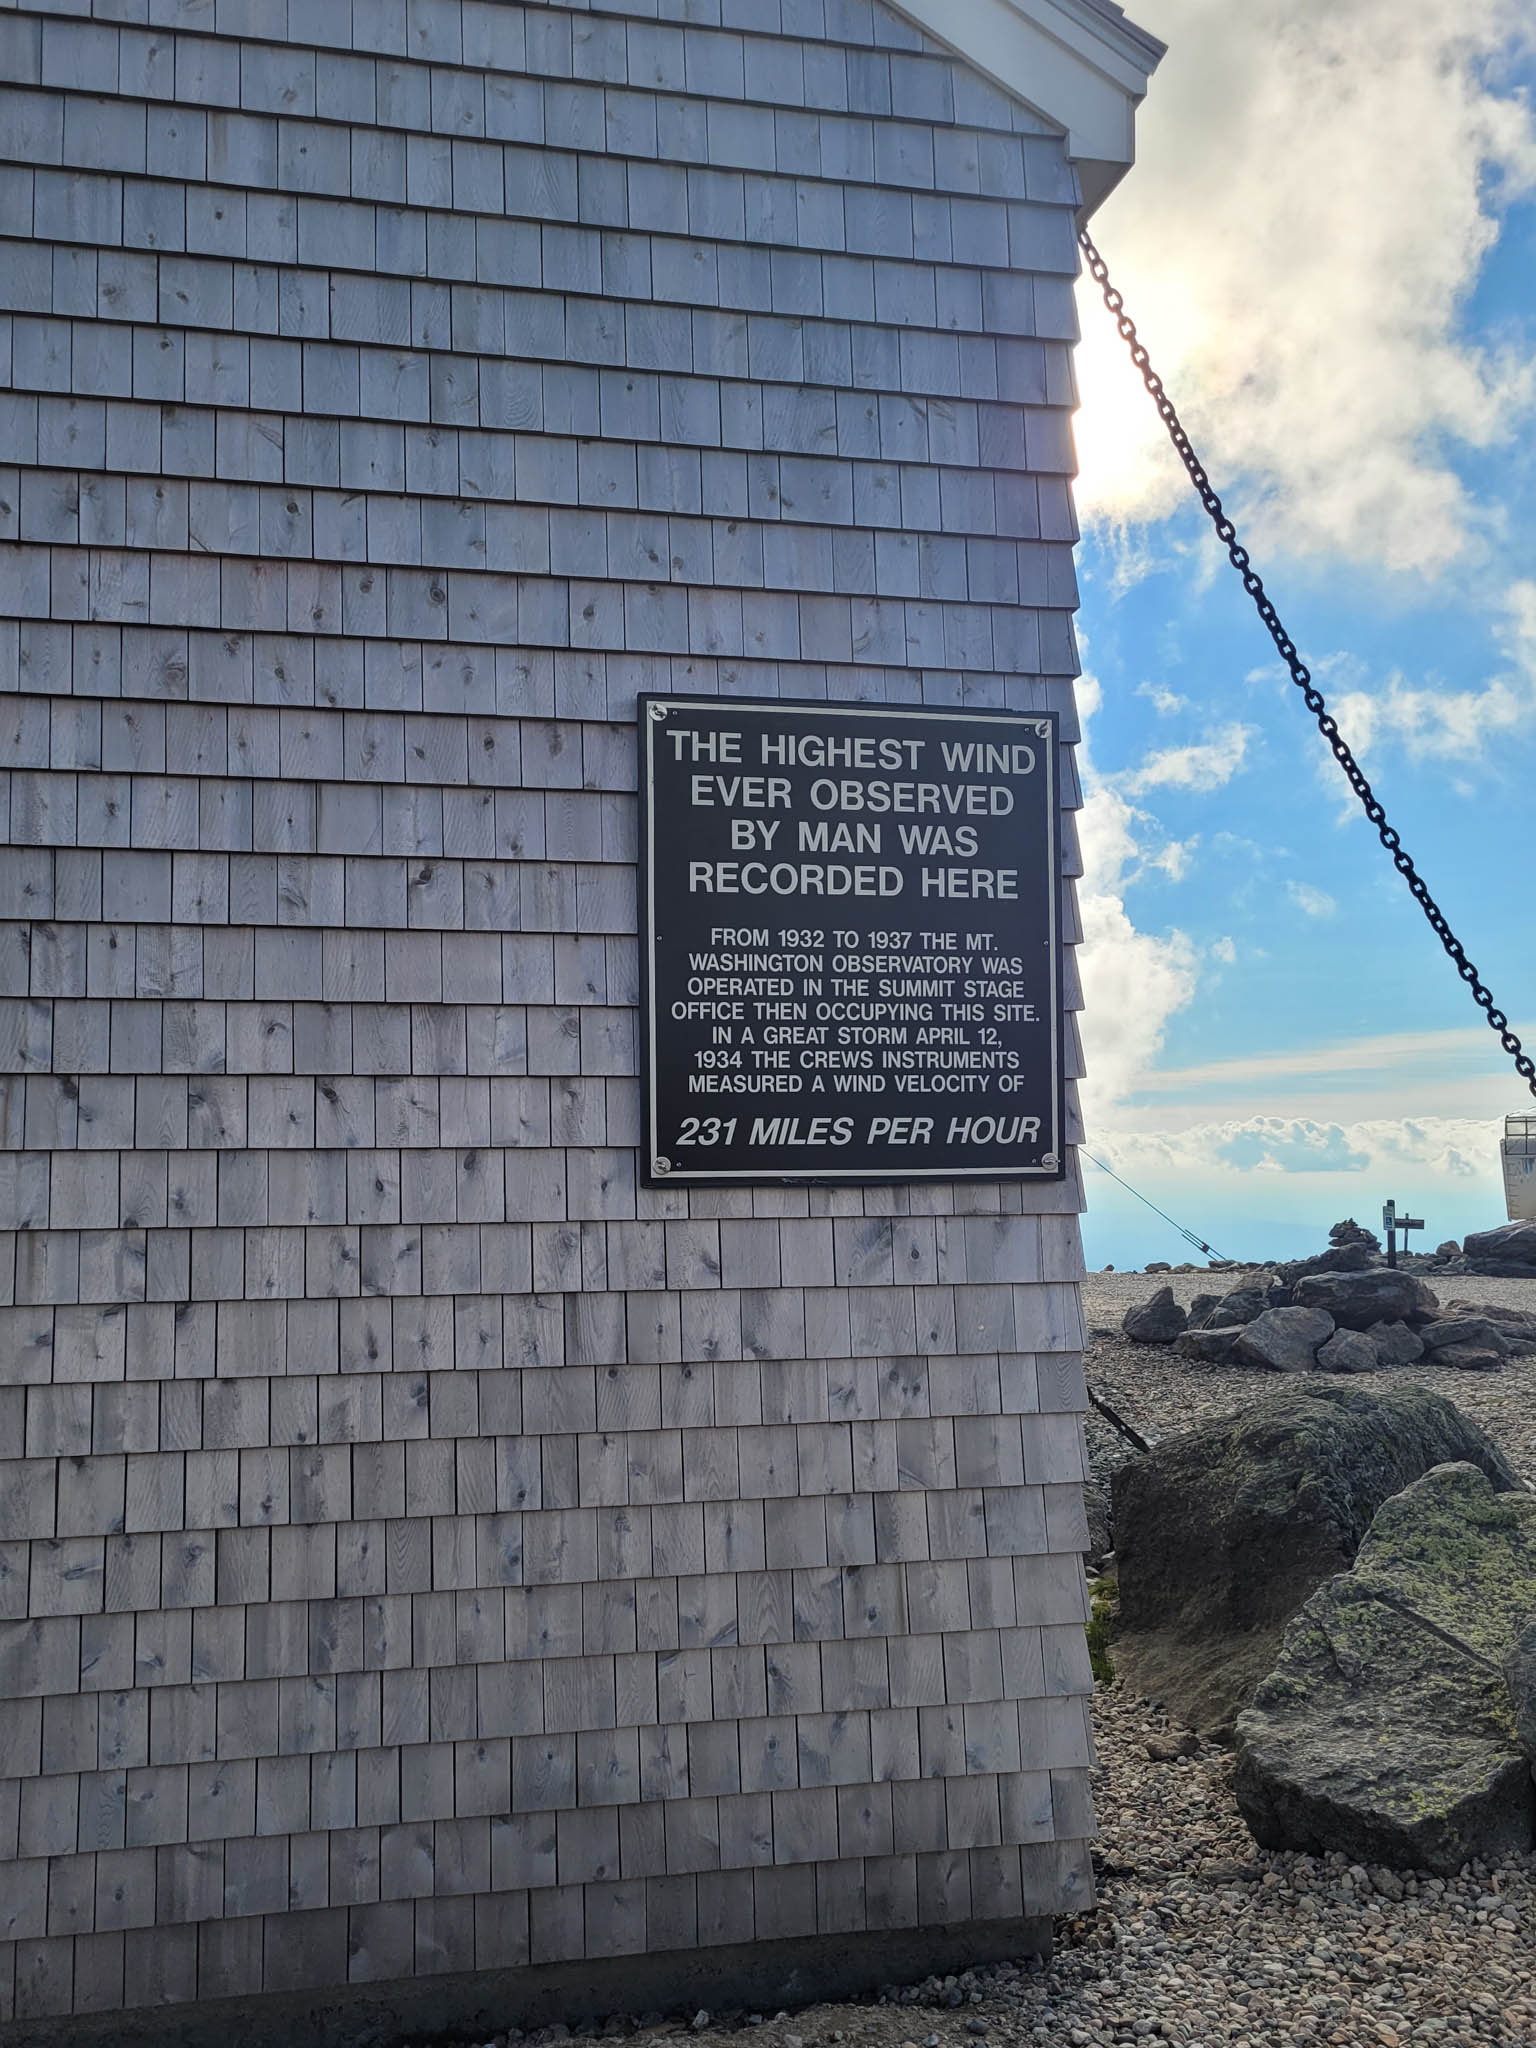 THE HIGHEST WIND
EVER OBSERVED
BY MAN WAS
RECORDED HERE
FROM 1932 TO 1937 THE MT.
WASHINGTON OBSERVATORY WAS
OPERATED IN THE SUMMIT STAGE
OFFICE THEN OCCUPYING THIS SITE.
IN A GREAT STORM APRIL 12,
1934 THE CREWS INSTRUMENTS
MEASURED A WIND VELOCITY OF
231 MILES PER HOUR